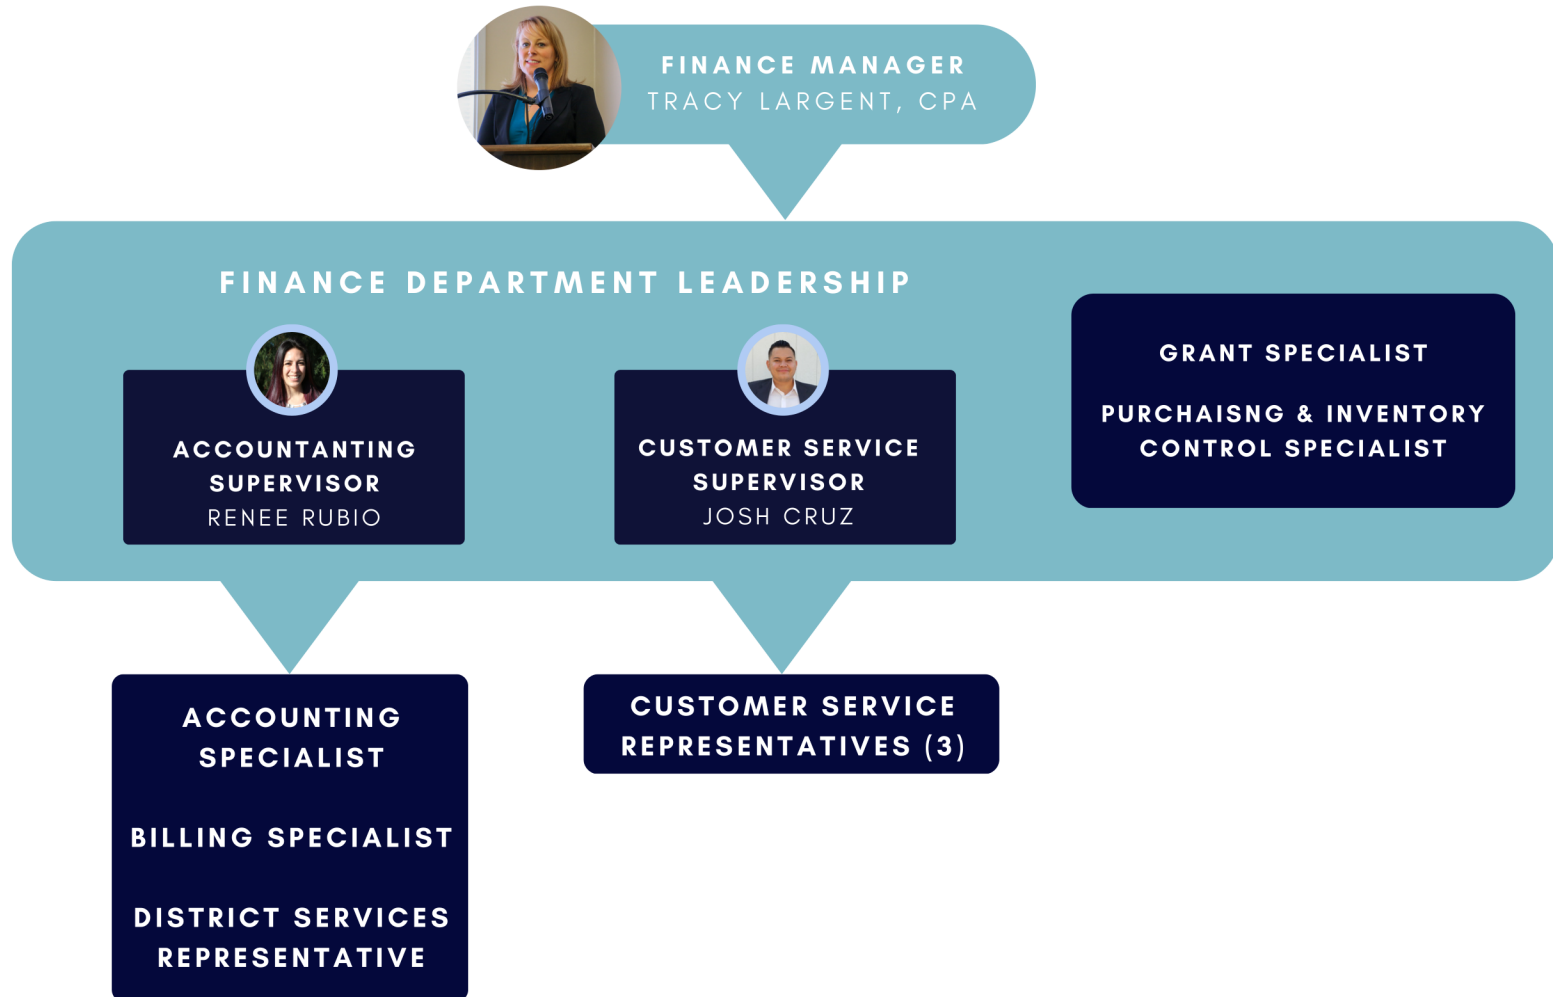 FINANCE MANAGER
TRACY LARGENT, CPA
FINANCE DEPARTMENT LEADERSHIP
ACCOUNTANTING
SUPERVISOR
RENEE RUBIO
CUSTOMER SERVICE
SUPERVISOR
JOSH CRUZ
GRANT SPECIALIST
PURCHAISNG & INVENTORY
CONTROL SPECIALIST
ACCOUNTING
SPECIALIST
BILLING SPECIALIST
DISTRICT SERVICES
REPRESENTATIVE
CUSTOMER SERVICE
REPRESENTATIVES (3)